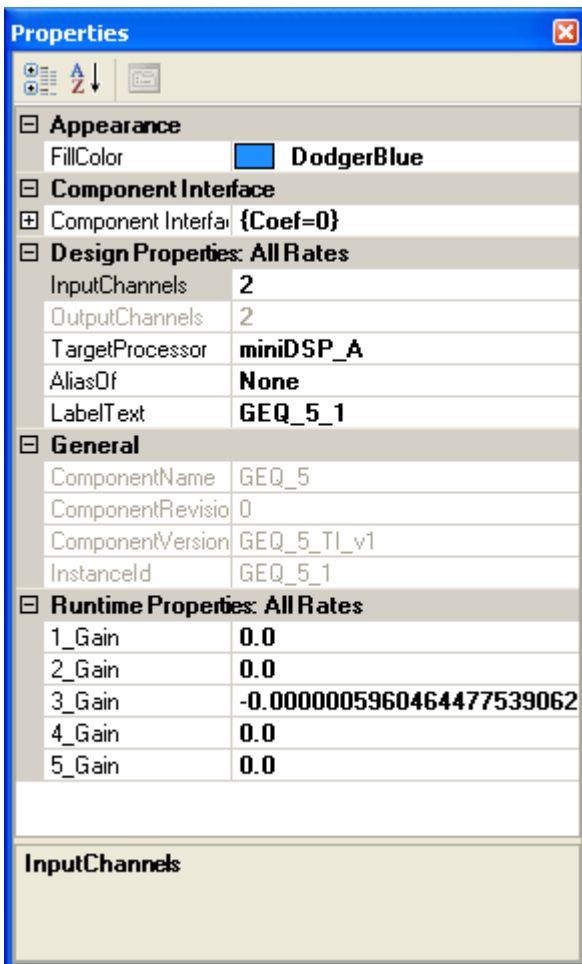 Properties
Appearance
FillColor DodgerBlue
Component Interface
Component Interfa {Coef=0}
Design Properties: All Rates
InputChannels 2
OutputChannels 2
TargetProcessor miniDSP_A
AliasOf None
LabelText GEQ_5_1
General
ComponentName GEQ_5
ComponentRevisio 0
ComponentVersion GEQ_5_TI_v1
InstanceId GEQ_5_1
Runtime Properties: All Rates
1_Gain 0.0
2_Gain 0.0
3_Gain -0.0000005960464477539062
4_Gain 0.0
5_Gain 0.0
InputChannels